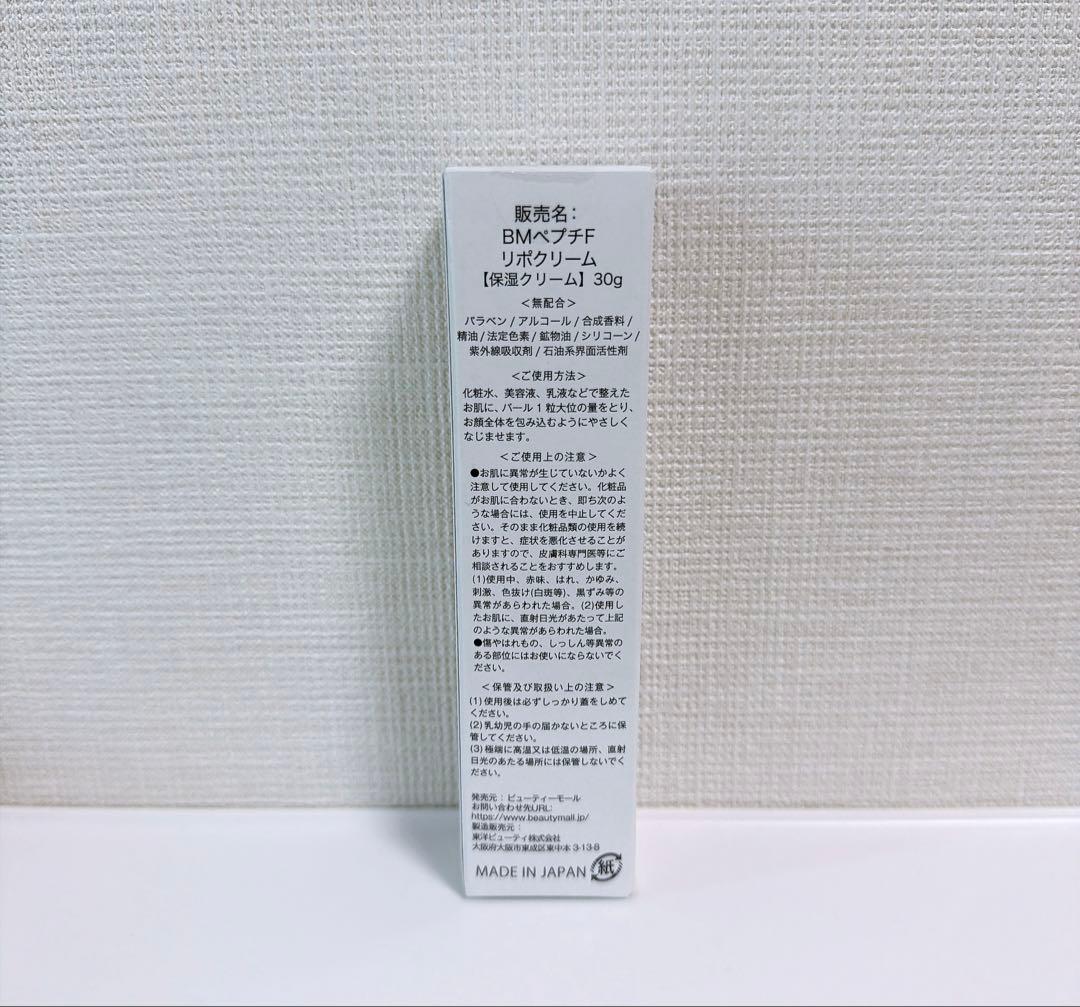 販売名：
BMペプチF
リポクリーム
【保湿クリーム】30g
＜無配合＞
パラベン / アルコール / 合成香料 /
精油 / 法定色素 / 鉱物油 / シリコーン /
紫外線吸収剤 / 石油系界面活性剤
＜ご使用方法＞
化粧水、美容液、乳液などで整えた
お肌に、パール1粒大位の量をとり、
お顔全体を包み込むようにやさしく
なじませます。
＜ご使用上の注意＞
●お肌に異常が生じていないかよく
注意して使用してください。化粧品
がお肌に合わないとき、即ち次のよ
うな場合には、使用を中止してくだ
さい。そのまま化粧品類の使用を続
けますと、症状を悪化させることが
ありますので、皮膚科専門医等にご
相談されることをおすすめします。
(1)使用中、赤味、はれ、かゆみ、
刺激、色抜け(白斑等)、黒ずみ等の
異常があらわれた場合。(2)使用し
たお肌に、直射日光があたって上記
のような異常があらわれた場合。
●傷やはれもの、しっしん等異常の
ある部位にはお使いにならないでく
ださい。
＜保管及び取扱い上の注意＞
(1)使用後は必ずしっかり蓋をしめて
ください。
(2)乳幼児の手の届かないところに保
管してください。
(3)極端に高温又は低温の場所、直射
日光のあたる場所には保管しないでく
ださい。
発売元：ビューティーモール
お問い合わせ先URL:
https://www.beautymall.jp/
製造販売元：
東洋ビューティ株式会社
大阪府大阪市東成区東中本 3-13-8
MADE IN JAPAN 紙